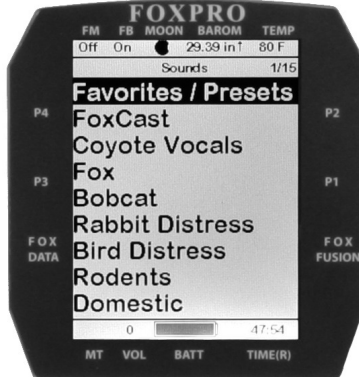 FOXPRO
FM FB MOON BAROM TEMP
Off On 29.39 in↑ 80 F
Sounds 1/15
Favorites / Presets
FoxCast
Coyote Vocals
Fox
Bobcat
Rabbit Distress
Bird Distress
Rodents
Domestic
P4
P3
FOX
DATA
P2
P1
FOX
FUSION
0 47:54
MT VOL BATT TIME(R)